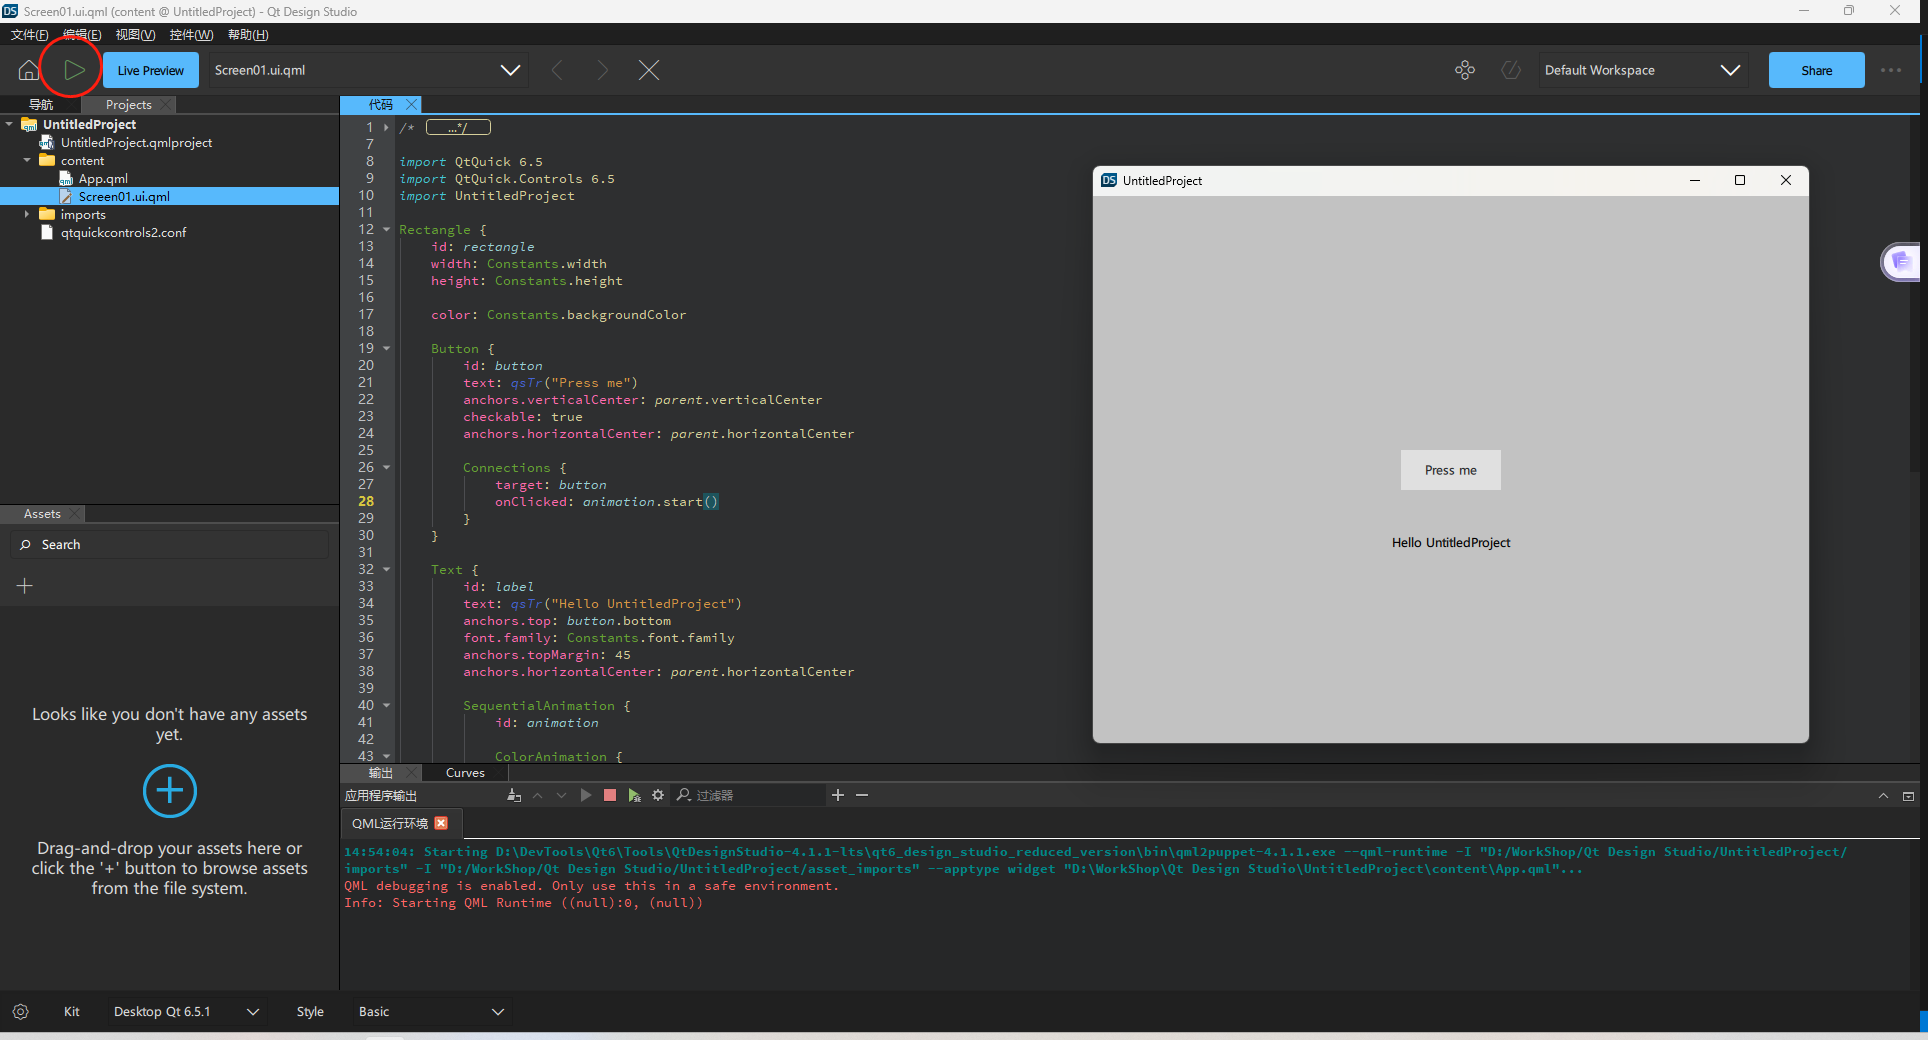 DS Screen01.ui.qml (content @ UntitledProject) - Qt Design Studio
文件(F) 编辑(E) 视图(V) 控件(W) 帮助(H)
Live Preview
Screen01.ui.qml
Default Workspace
Share
导航
Projects
UntitledProject
UntitledProject.qmlproject
content
App.qml
Screen01.ui.qml
imports
qtquickcontrols2.conf
Assets
Search
Looks like you don't have any assets
yet.
Drag-and-drop your assets here or
click the '+' button to browse assets
from the file system.
代码
1 /* ...*/
7
8 import QtQuick 6.5
9 import QtQuick.Controls 6.5
10 import UntitledProject
11
12 Rectangle {
13 id: rectangle
14 width: Constants.width
15 height: Constants.height
16
17 color: Constants.backgroundColor
18
19 Button {
20 id: button
21 text: qsTr("Press me")
22 anchors.verticalCenter: parent.verticalCenter
23 checkable: true
24 anchors.horizontalCenter: parent.horizontalCenter
25
26 Connections {
27 target: button
28 onClicked: animation.start()
29 }
30 }
31
32 Text {
33 id: label
34 text: qsTr("Hello UntitledProject")
35 anchors.top: button.bottom
36 font.family: Constants.font.family
37 anchors.topMargin: 45
38 anchors.horizontalCenter: parent.horizontalCenter
39
40 SequentialAnimation {
41 id: animation
42
43 ColorAnimation {
DS UntitledProject
Press me
Hello UntitledProject
输出
Curves
应用程序输出
过滤器
QML运行环境
14:54:04: Starting D:\DevTools\Qt6\Tools\QtDesignStudio-4.1.1-lts\qt6_design_studio_reduced_version\bin\qml2puppet-4.1.1.exe --qml-runtime -I "D:/WorkShop/Qt Design Studio/UntitledProject/
imports" -I "D:/WorkShop/Qt Design Studio/UntitledProject/asset_imports" --apptype widget "D:\WorkShop\Qt Design Studio\UntitledProject\content\App.qml"...
QML debugging is enabled. Only use this in a safe environment.
Info: Starting QML Runtime ((null):0, (null))
Kit
Desktop Qt 6.5.1
Style
Basic